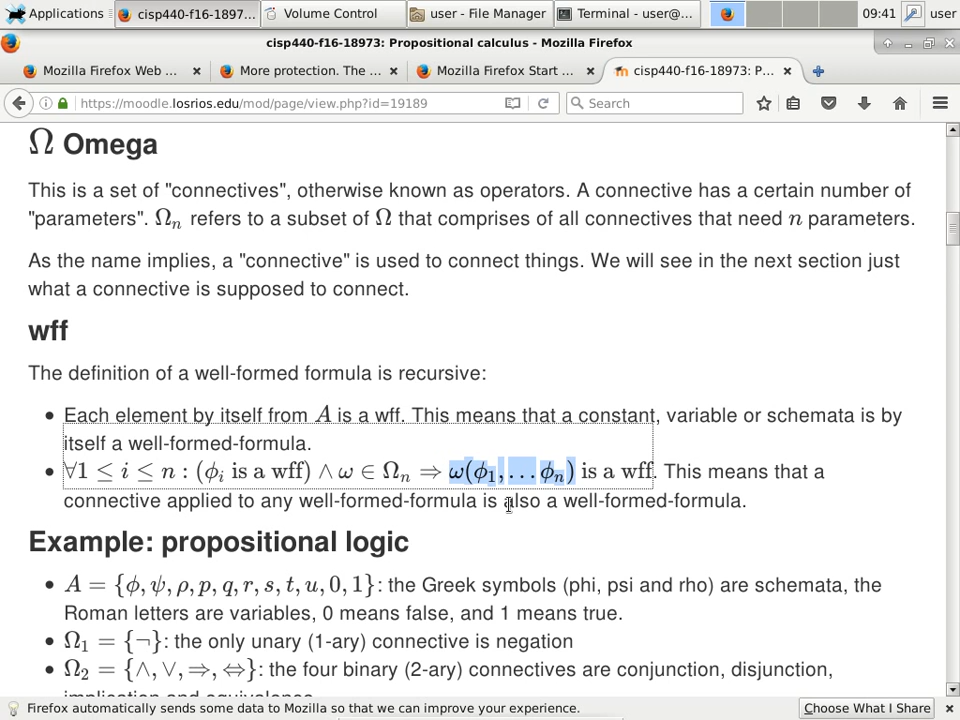 Applications cisp440-f16-1897... Volume Control user - File Manager Terminal - user@... 09:41 user
cisp440-f16-18973: Propositional calculus - Mozilla Firefox
Mozilla Firefox Web ... More protection. The ... Mozilla Firefox Start ... cisp440-f16-18973: P...
https://moodle.losrios.edu/mod/page/view.php?id=19189 Search
Ω Omega
This is a set of "connectives", otherwise known as operators. A connective has a certain number of
"parameters". Ωₙ refers to a subset of Ω that comprises of all connectives that need n parameters.
As the name implies, a "connective" is used to connect things. We will see in the next section just
what a connective is supposed to connect.
wff
The definition of a well-formed formula is recursive:
• Each element by itself from A is a wff. This means that a constant, variable or schemata is by
itself a well-formed-formula.
• ∀1 ≤ i ≤ n : (ϕᵢ is a wff) ∧ ω ∈ Ωₙ ⇒ ω(ϕ₁, … ϕₙ) is a wff. This means that a
connective applied to any well-formed-formula is also a well-formed-formula.
Example: propositional logic
• A = {ϕ, ψ, ρ, p, q, r, s, t, u, 0, 1}: the Greek symbols (phi, psi and rho) are schemata, the
Roman letters are variables, 0 means false, and 1 means true.
• Ω₁ = {¬}: the only unary (1-ary) connective is negation
• Ω₂ = {∧, ∨, ⇒, ⇔}: the four binary (2-ary) connectives are conjunction, disjunction,
implication and equivalence
Firefox automatically sends some data to Mozilla so that we can improve your experience. Choose What I Share